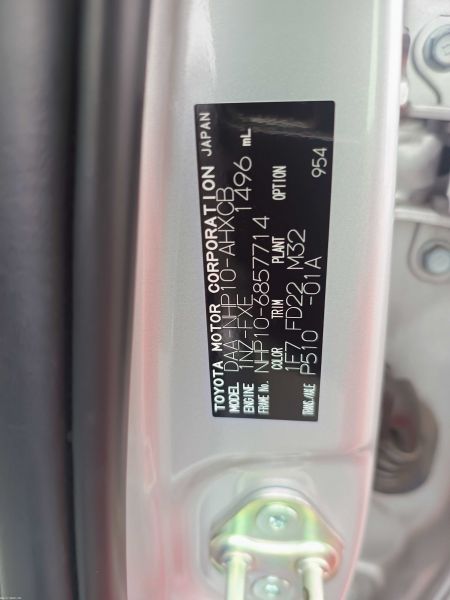 TOYOTA MOTOR CORPORATION JAPAN
MODEL DAA-NHP10-AHXCB
ENGINE 1NZ-FXE 1496 mL
FRAME No. NHP10-6857714
COLOR TRIM PLANT OPTION
1F7 FD22 M32
TRANS./AXLE P510 -01A 954